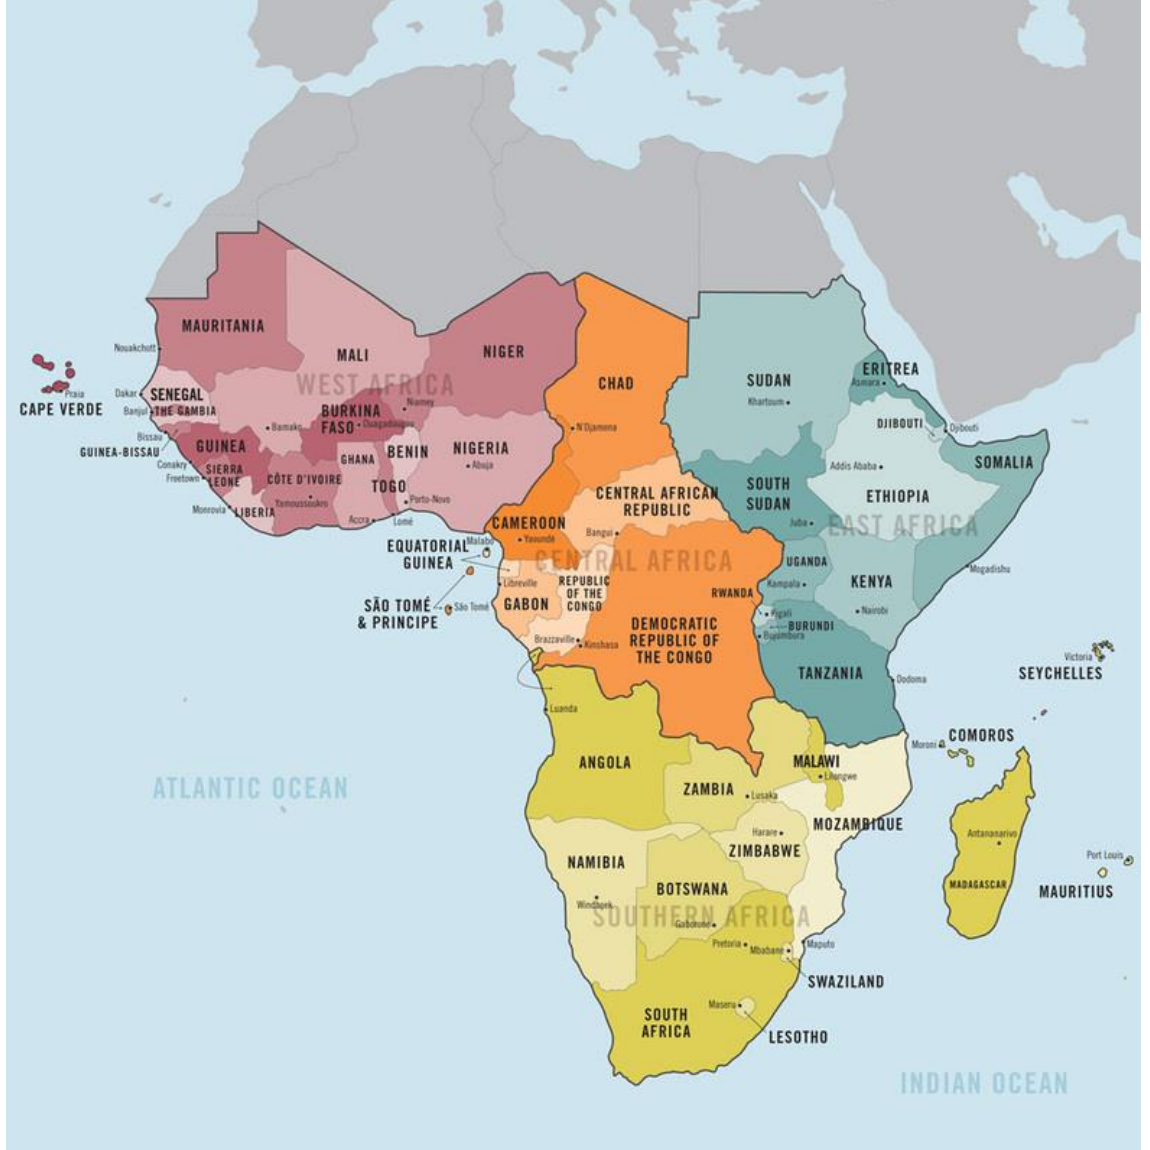 MAURITANIA
Nouakchott
MALI
NIGER
WEST AFRICA
CHAD
SUDAN
Khartoum
ERITREA
Asmara
Praia
CAPE VERDE
Dakar
SENEGAL
Banjul
THE GAMBIA
Bissau
GUINEA-BISSAU
GUINEA
Conakry
Freetown
SIERRA
LEONE
Monrovia
LIBERIA
Bamako
BURKINA
FASO
Ouagadougou
Niamey
CÔTE D'IVOIRE
Yamoussoukro
GHANA
Accra
TOGO
Lomé
BENIN
Porto-Novo
NIGERIA
Abuja
N'Djamena
DJIBOUTI
Djibouti
SOMALIA
Addis Ababa
ETHIOPIA
SOUTH
SUDAN
Juba
EAST AFRICA
CENTRAL AFRICAN
REPUBLIC
Bangui
CAMEROON
Yaoundé
CENTRAL AFRICA
EQUATORIAL
GUINEA
Malabo
Libreville
GABON
REPUBLIC
OF THE
CONGO
SÃO TOMÉ
& PRINCIPE
São Tomé
Brazzaville
Kinshasa
DEMOCRATIC
REPUBLIC OF
THE CONGO
UGANDA
Kampala
KENYA
Nairobi
Mogadishu
RWANDA
Kigali
BURUNDI
Bujumbura
TANZANIA
Dodoma
Victoria
SEYCHELLES
Luanda
ANGOLA
ZAMBIA
Lusaka
MALAWI
Lilongwe
Moroni
COMOROS
ATLANTIC OCEAN
MOZAMBIQUE
Harare
ZIMBABWE
NAMIBIA
Windhoek
BOTSWANA
Gaborone
SOUTHERN AFRICA
Antananarivo
MADAGASCAR
Port Louis
MAURITIUS
Pretoria
Mbabane
Maputo
SWAZILAND
SOUTH
AFRICA
Maseru
LESOTHO
INDIAN OCEAN